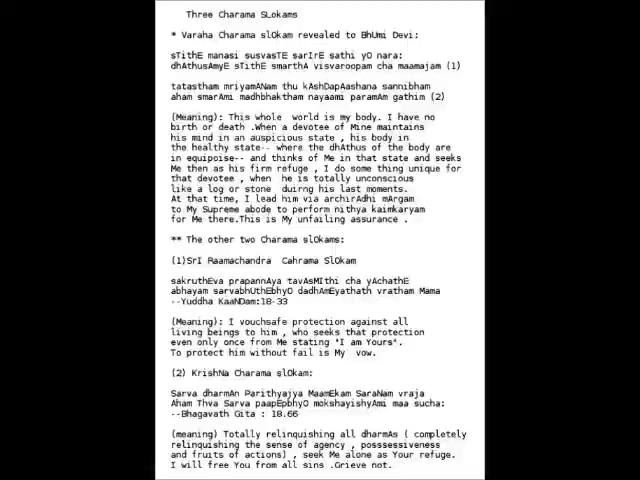 Three Charama SLokams
* Varaha Charama slOkam revealed to BhUmi Devi:
sTithE manasi susvasTE sarIrE sathi yO nara:
dhAthusAmyE sTithE smarthA visvaroopam cha maamajam (1)
tatastham mriyamANam thu kAshDapAashana sannibham
aham smarAmi madhbhaktham nayaami paramAm gathim (2)
(Meaning): This whole world is my body. I have no
birth or death .When a devotee of Mine maintains
his mind in an auspicious state , his body in
the healthy state-- where the dhAthus of the body are
in equipoise-- and thinks of Me in that state and seeks
Me then as his firm refuge , I do some thing unique for
that devotee , when he is totally unconscious
like a log or stone duirng his last moments.
At that time, I lead him via archirAdhi mArgam
to My Supreme abode to perform nithya kaimkaryam
for Me there.This is My unfailing assurance .
** The other two Charama slOkams:
(1)SrI Raamachandra Cahrama SlOkam
sakruthEva prapannAya tavAsMIthi cha yAchathE
abhayam sarvabhUthEbhyO dadhAmEyathath vratham Mama
--Yuddha KaaNDam:18-33
(Meaning): I vouchsafe protection against all
living beings to him , who seeks that protection
even only once from Me stating "I am Yours".
To protect him without fail is My vow.
(2) KrishNa Charama slOkam:
Sarva dharmAn Parithyajya MaamEkam SaraNam vraja
Aham Thva Sarva paapEpbhyO mokshayishyAmi maa sucha:
--Bhagavath Gita : 18.66
(meaning) Totally relinquishing all dharmAs ( completely
relinquishing the sense of agency , posssessiveness
and fruits of actions) , seek Me alone as Your refuge.
I will free You from all sins .Grieve not.